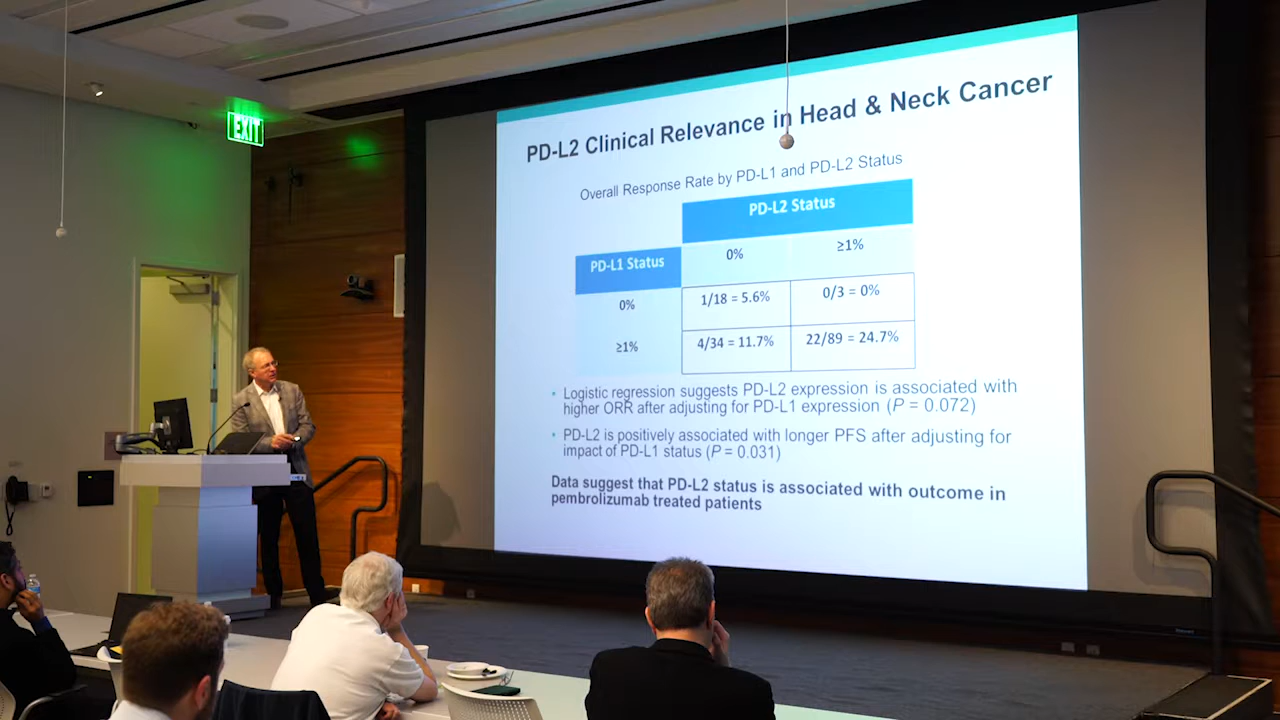 EXIT
PD-L2 Clinical Relevance in Head & Neck Cancer
Overall Response Rate by PD-L1 and PD-L2 Status
PD-L2 Status
PD-L1 Status 0% ≥1%
0% 1/18 = 5.6% 0/3 = 0%
≥1% 4/34 = 11.7% 22/89 = 24.7%
• Logistic regression suggests PD-L2 expression is associated with
higher ORR after adjusting for PD-L1 expression (P = 0.072)
• PD-L2 is positively associated with longer PFS after adjusting for
impact of PD-L1 status (P = 0.031)
Data suggest that PD-L2 status is associated with outcome in
pembrolizumab treated patients